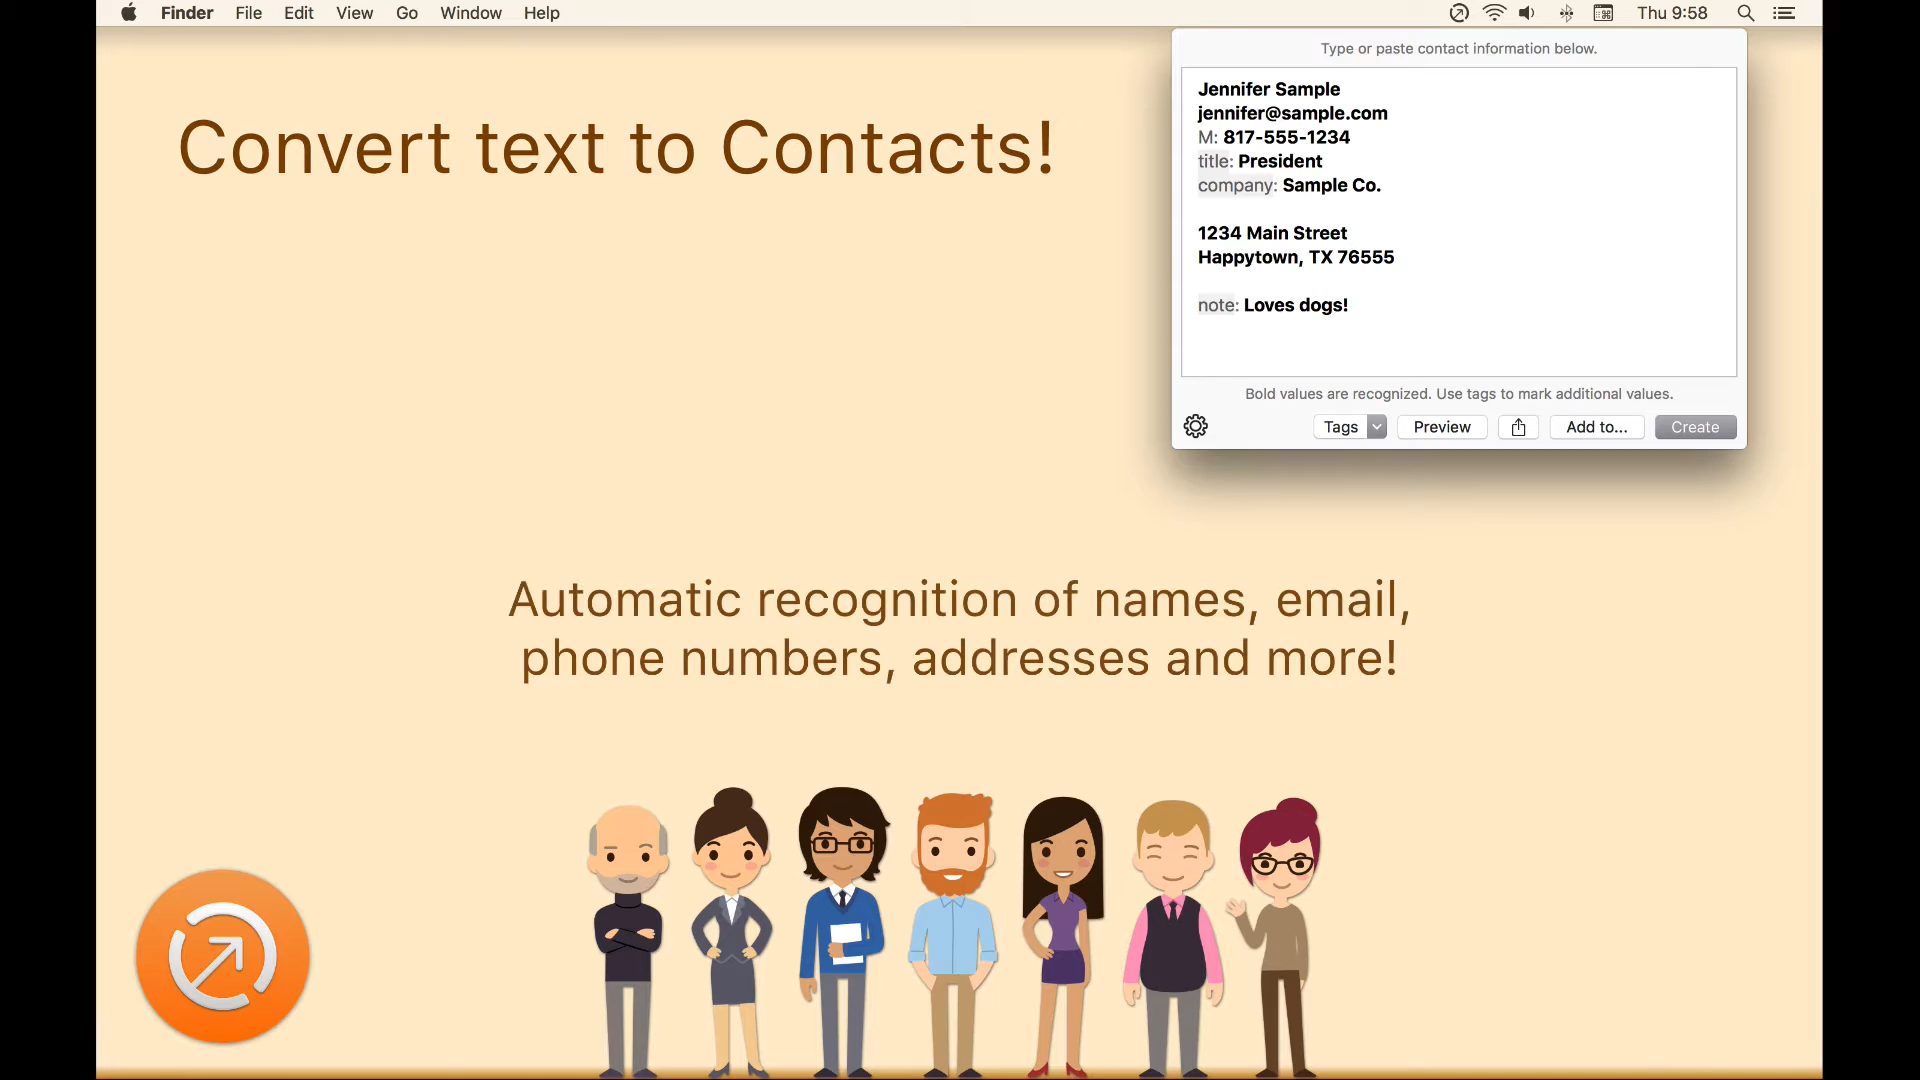 Finder File Edit View Go Window Help Thu 9:58
Convert text to Contacts!
Type or paste contact information below.
Jennifer Sample
jennifer@sample.com
M: 817-555-1234
title: President
company: Sample Co.
1234 Main Street
Happytown, TX 76555
note: Loves dogs!
Bold values are recognized. Use tags to mark additional values.
Tags Preview Add to... Create
Automatic recognition of names, email,
phone numbers, addresses and more!